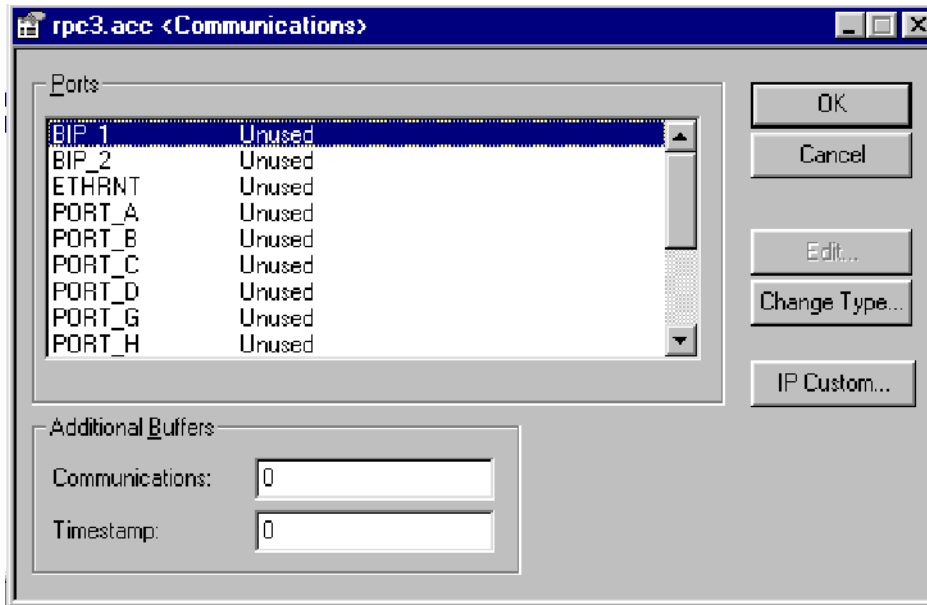 rpc3.acc <Communications>
Ports
BIP_1 Unused
BIP_2 Unused
ETHRNT Unused
PORT_A Unused
PORT_B Unused
PORT_C Unused
PORT_D Unused
PORT_G Unused
PORT_H Unused
OK
Cancel
Edit...
Change Type...
IP Custom...
Additional Buffers
Communications: 0
Timestamp: 0